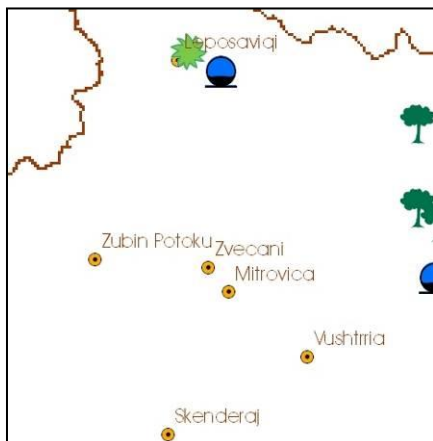 Leposaviqi
Zubin Potoku
Zvecani
Mitrovica
Vushtrria
Skenderaj